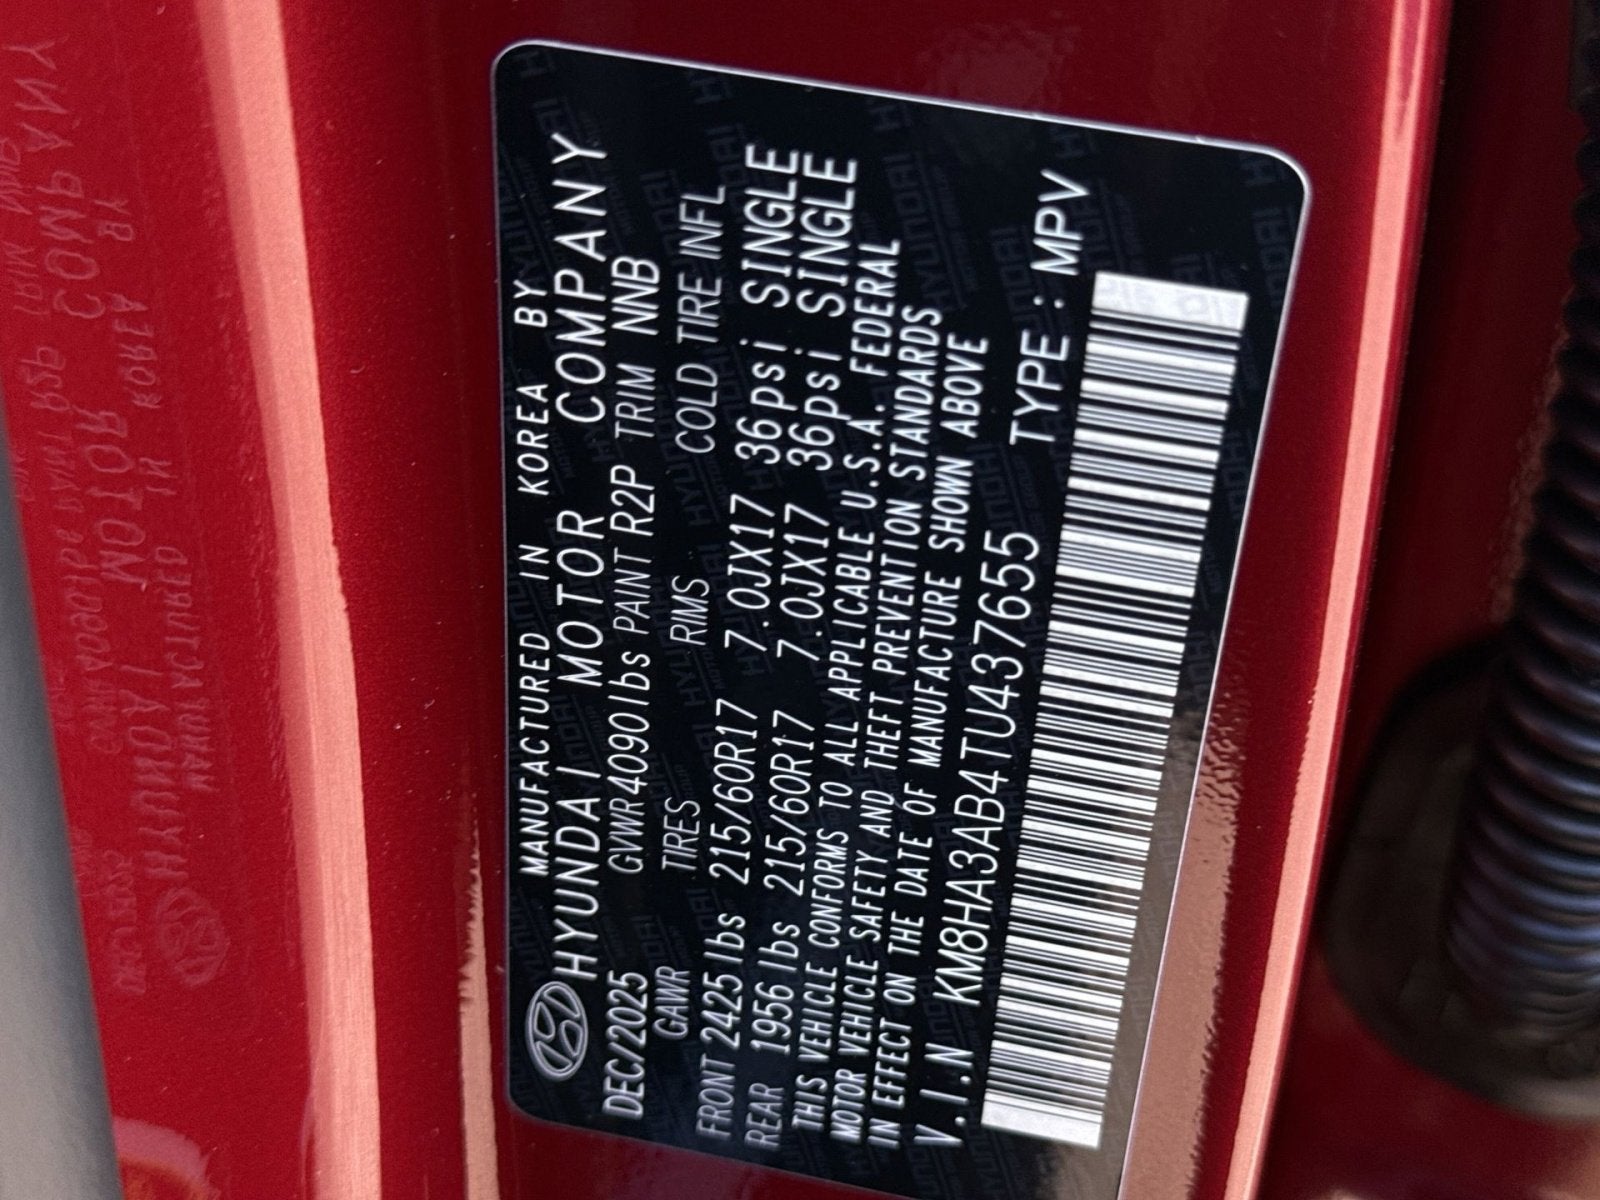 MANUFACTURED IN KOREA BY
HYUNDAI MOTOR COMPANY
DEC/2025 GVWR 4090lbs PAINT R2P TRIM NNB
GAWR TIRES RIMS COLD TIRE INFL
FRONT 2425 lbs 215/60R17 7.0JX17 36psi SINGLE
REAR 1956 lbs 215/60R17 7.0JX17 36psi SINGLE
THIS VEHICLE CONFORMS TO ALL APPLICABLE U.S.A. FEDERAL
MOTOR VEHICLE SAFETY AND THEFT PREVENTION STANDARDS
IN EFFECT ON THE DATE OF MANUFACTURE SHOWN ABOVE
V.I.N KM8HA3AB4TU437655 TYPE : MPV